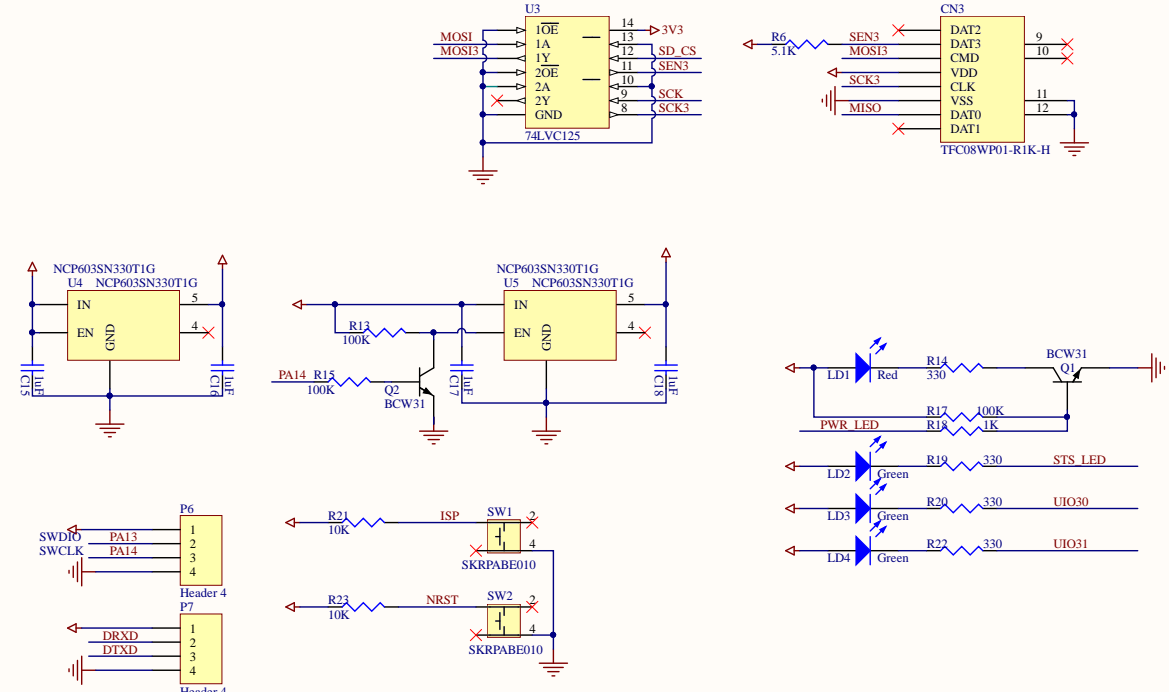 U3
1OE 14 3V3
MOSI 1A 13
MOSI3 1Y 12 SD_CS
2OE 11 SEN3
2A 10
2Y 9 SCK
GND 8 SCK3
74LVC125
CN3
DAT2
R6 SEN3 DAT3 9
5.1K MOSI3 CMD 10
VDD
SCK3 CLK
VSS 11
MISO DAT0 12
DAT1
TFC08WP01-R1K-H
NCP603SN330T1G
U4 NCP603SN330T1G
IN 5
EN 4
GND
C15 1uF
C16 1uF
NCP603SN330T1G
U5 NCP603SN330T1G
IN 5
EN 4
GND
R13
100K
PA14 R15
100K
Q2
BCW31
C17 1uF
C18 1uF
BCW31
Q1
LD1 Red R14
330
R17 100K
PWR_LED R18 1K
LD2 Green R19 330 STS_LED
LD3 Green R20 330 UIO30
LD4 Green R22 330 UIO31
P6
1
SWDIO PA13 2
SWCLK PA14 3
4
Header 4
P7
1
DRXD 2
DTXD 3
4
Header 4
R21 ISP SW1 2
10K 4
SKRPABE010
R23 NRST SW2 2
10K 4
SKRPABE010